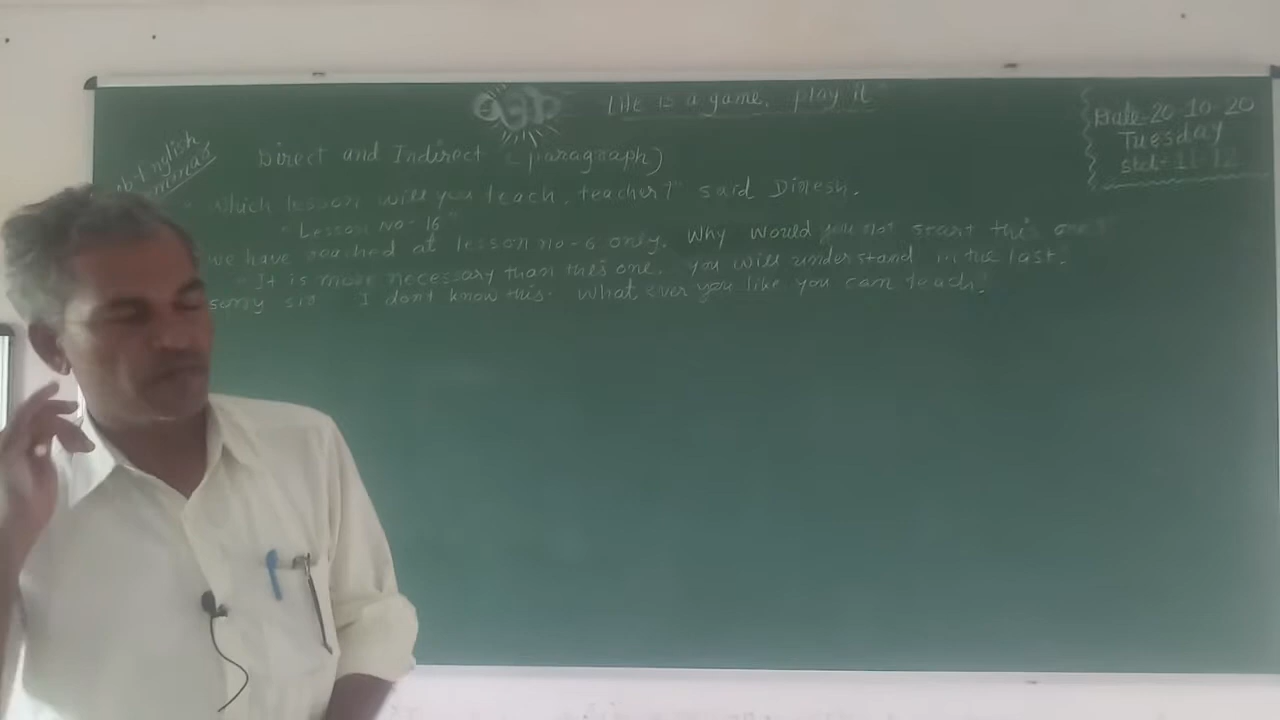 Life is a game, play it"
Date-20-10-20
Tuesday
Std-11-12
Sub-English
Direct and Indirect (paragraph)
"Which lesson will you teach, teacher?" said Dinesh.
"Lesson No-16"
we have reached at lesson no-6 only. Why would you not start this one?
"It is more necessary than this one. you will understand in the last.
sorry sir I don't know this. What ever you like you can teach.